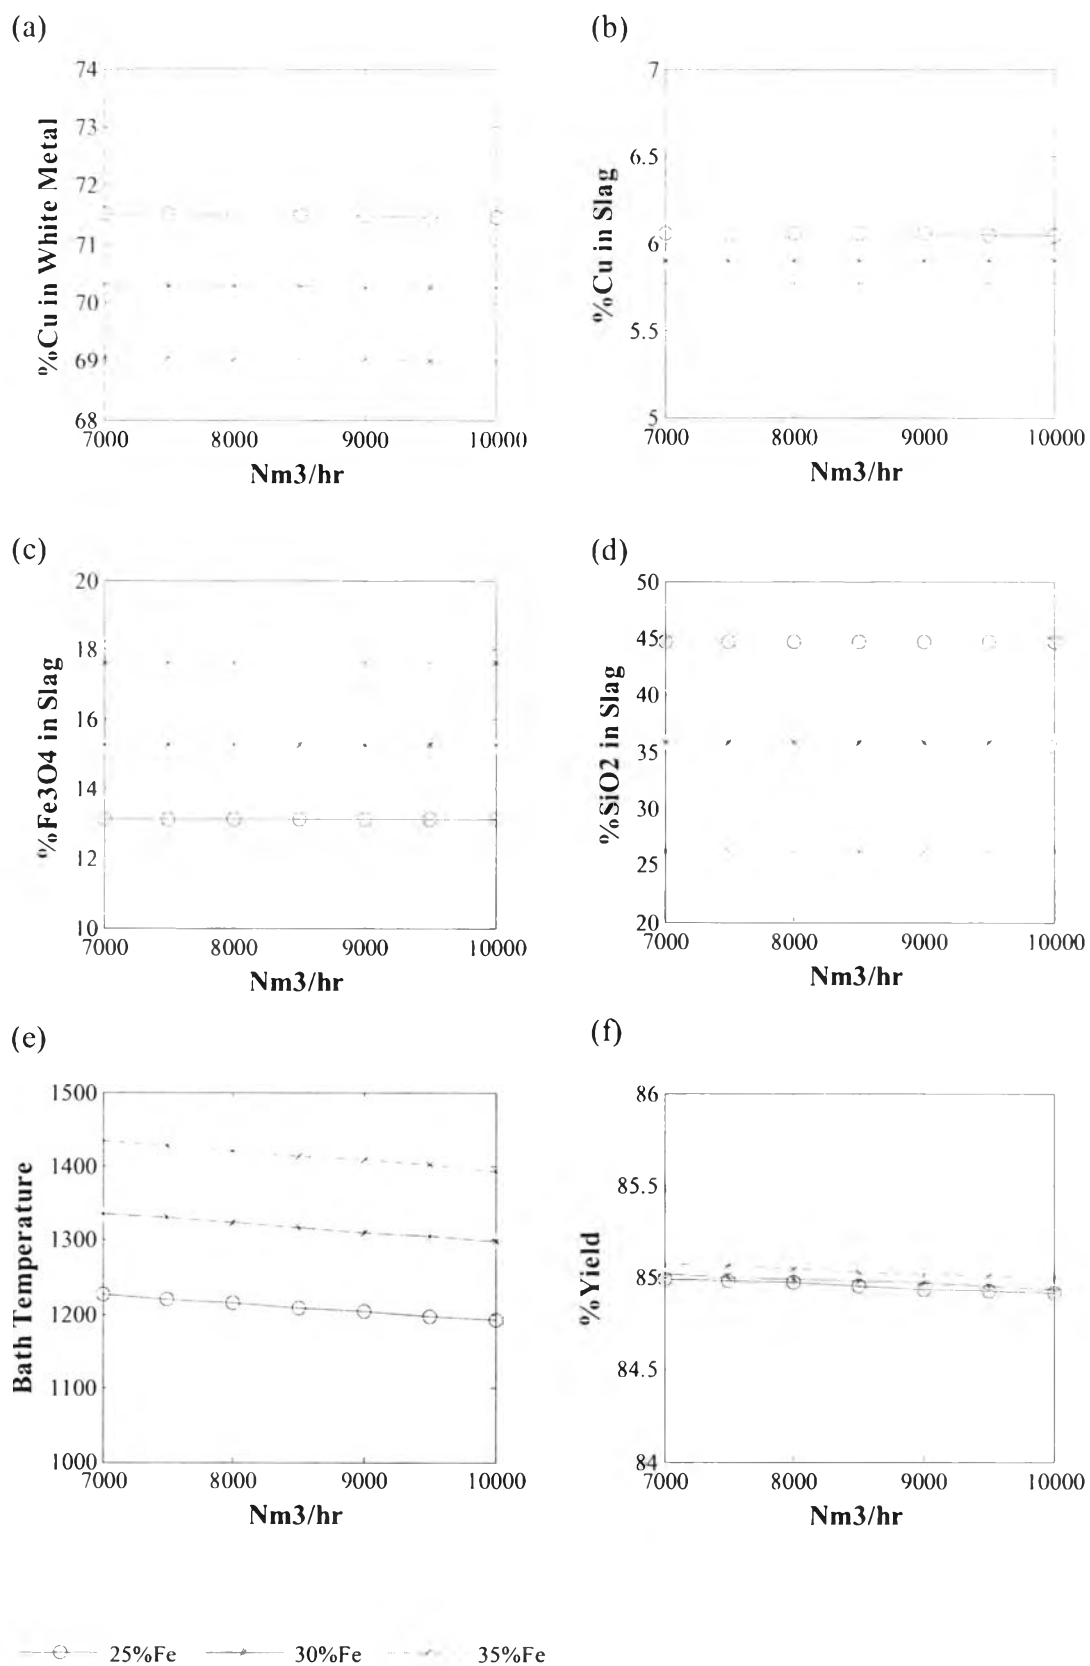 (a)
(b)
%Cu in White Metal
74
73
72
71
70
69
68
7000 8000 9000 10000
Nm3/hr
%Cu in Slag
7
6.5
6
5.5
5
7000 8000 9000 10000
Nm3/hr
(c)
(d)
%Fe3O4 in Slag
20
18
16
14
12
10
7000 8000 9000 10000
Nm3/hr
%SiO2 in Slag
50
45
40
35
30
25
20
7000 8000 9000 10000
Nm3/hr
(e)
(f)
Bath Temperature
1500
1400
1300
1200
1100
1000
7000 8000 9000 10000
Nm3/hr
%Yield
86
85.5
85
84.5
84
7000 8000 9000 10000
Nm3/hr
25%Fe 30%Fe 35%Fe